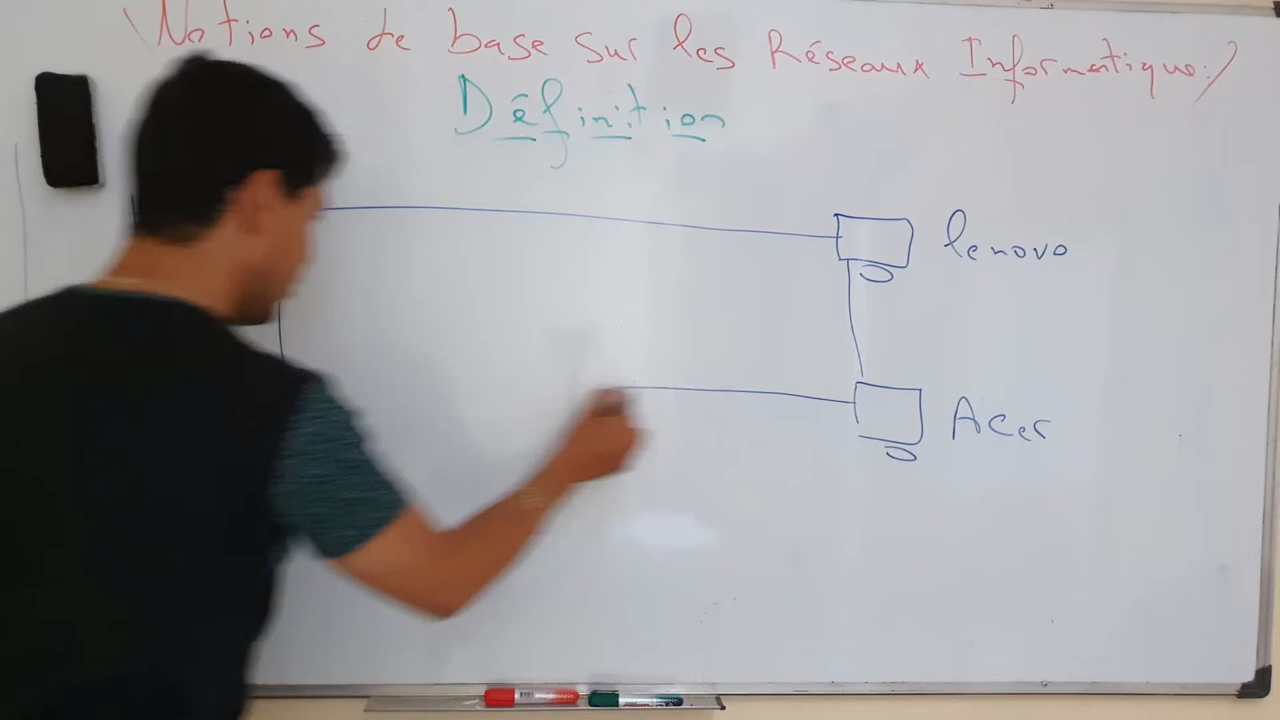 Notions de base sur les Réseaux Informatique:/
Définition
lenovo
Acer